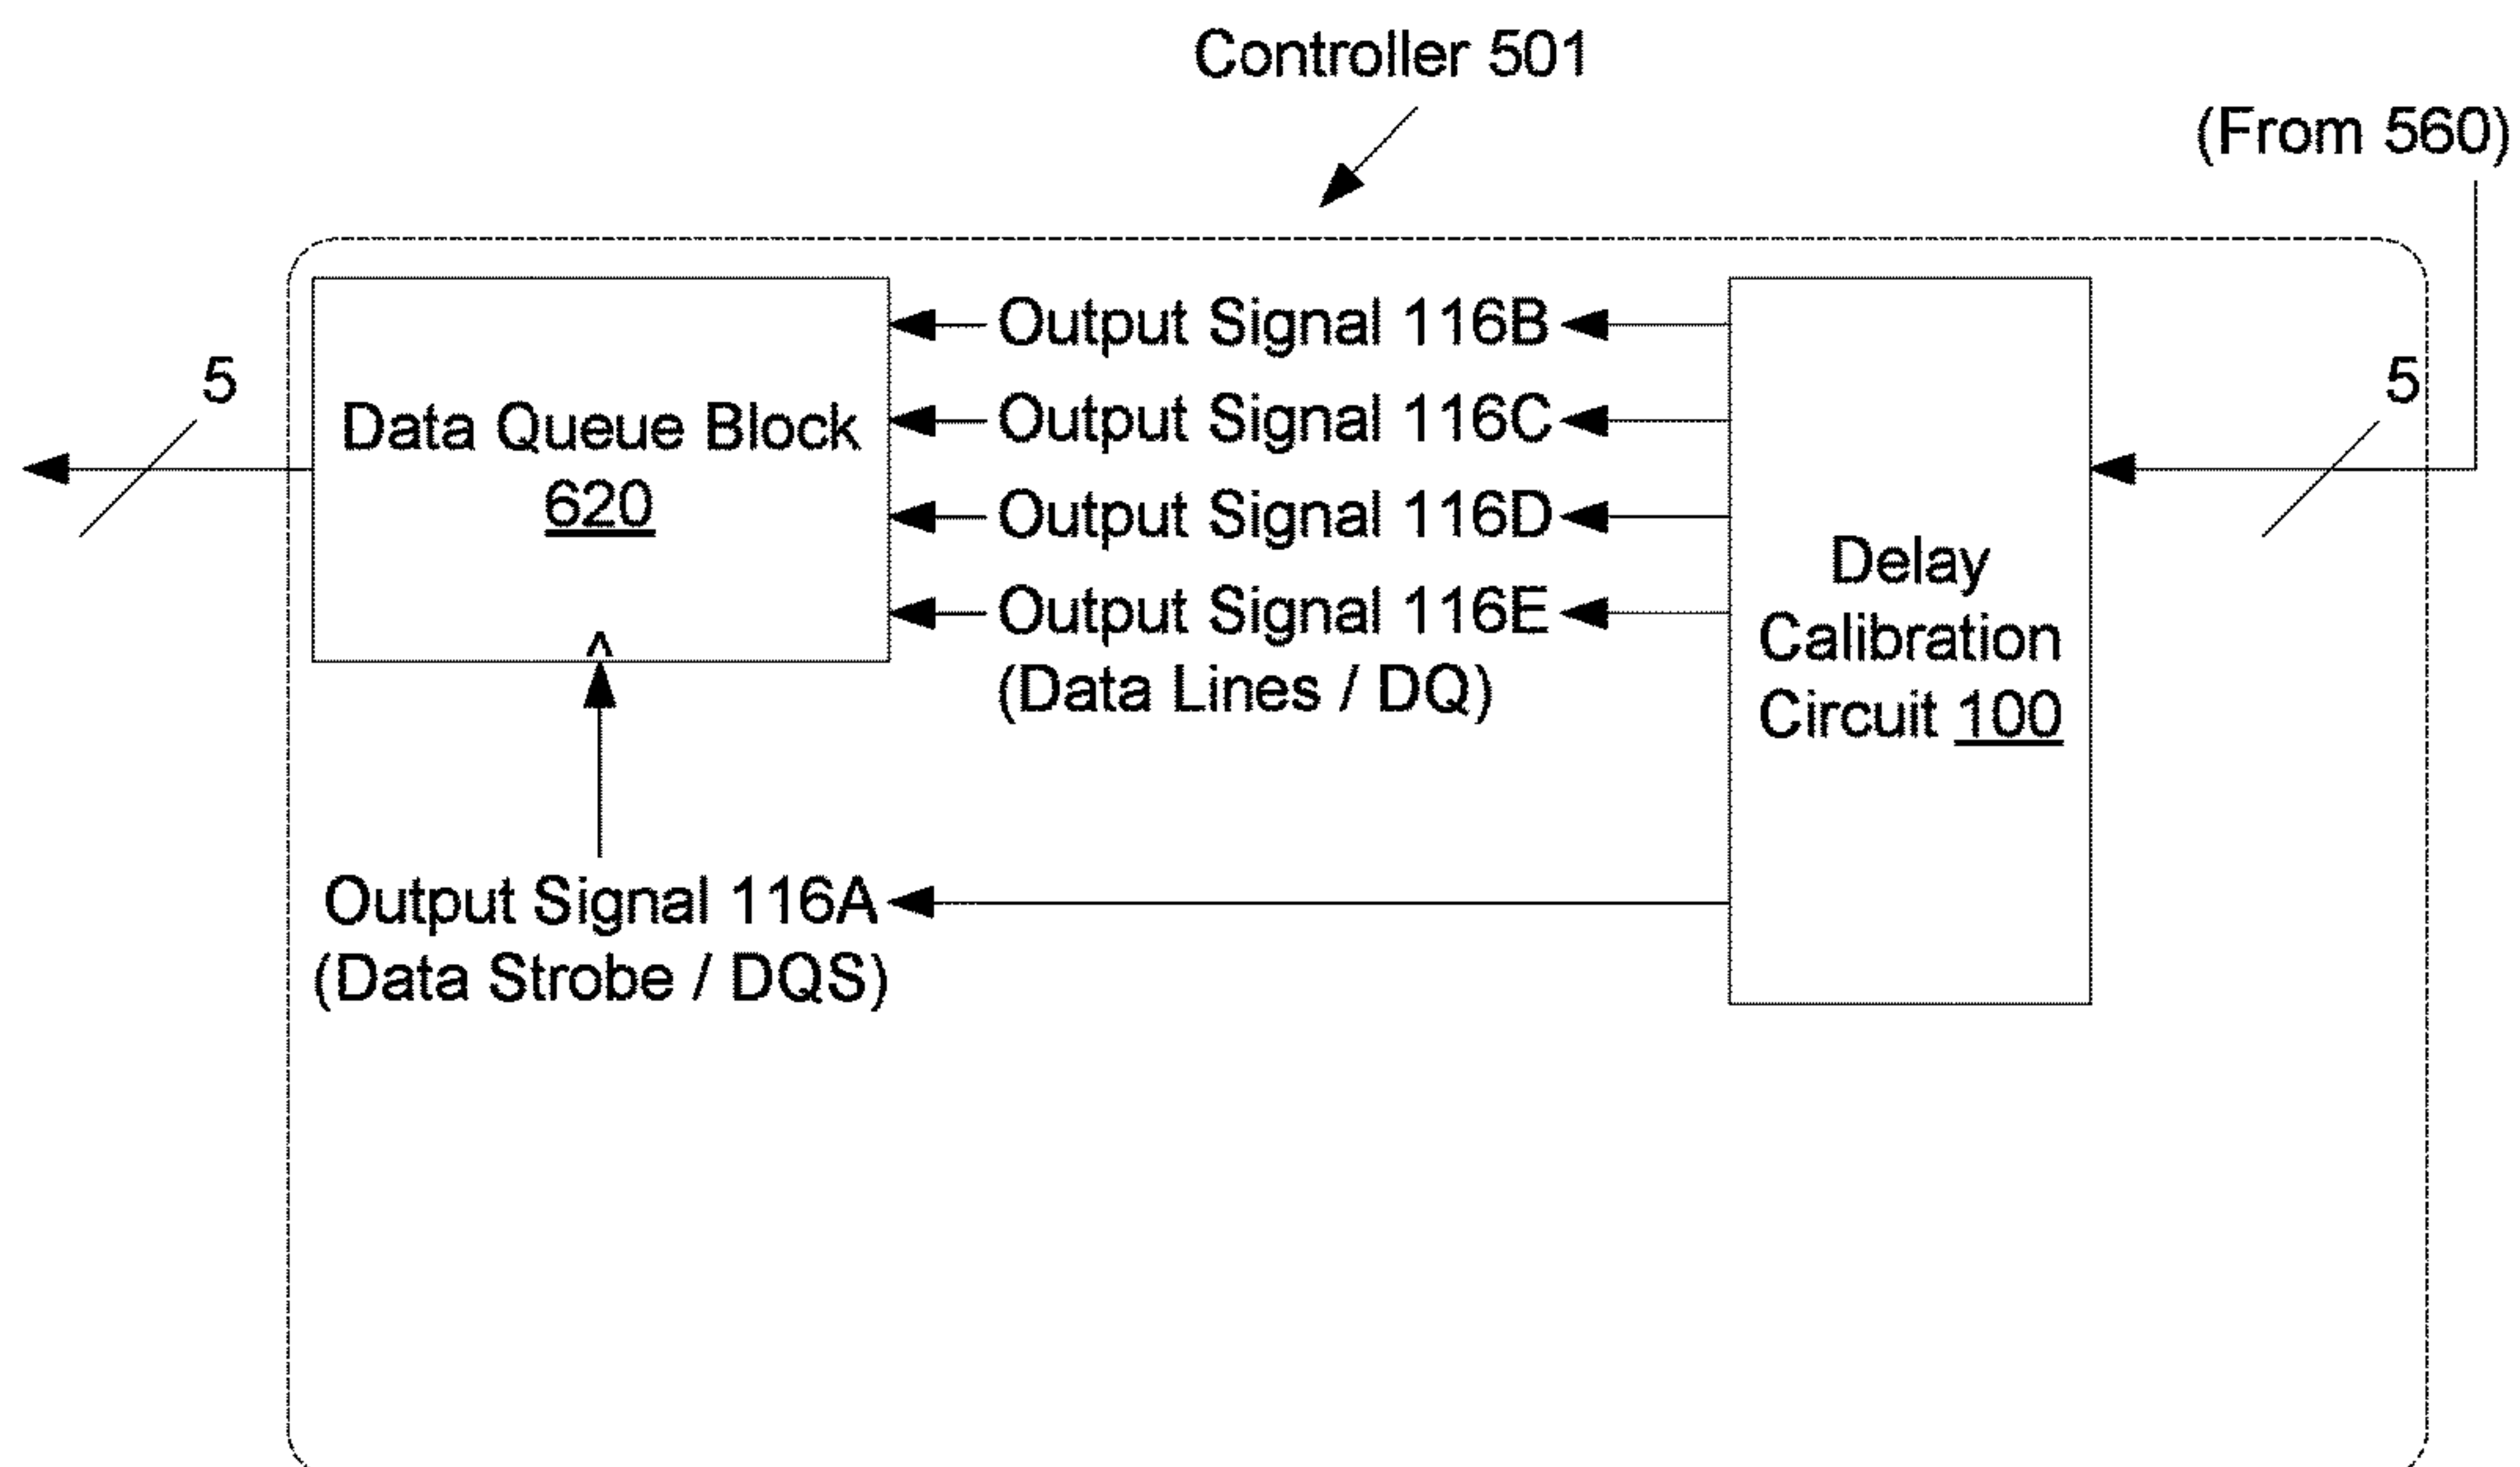 Controller 501
(From 560)
5
Data Queue Block
620
Output Signal 116B
Output Signal 116C
Output Signal 116D
Output Signal 116E
(Data Lines / DQ)
Delay
Calibration
Circuit 100
5
^
Output Signal 116A
(Data Strobe / DQS)